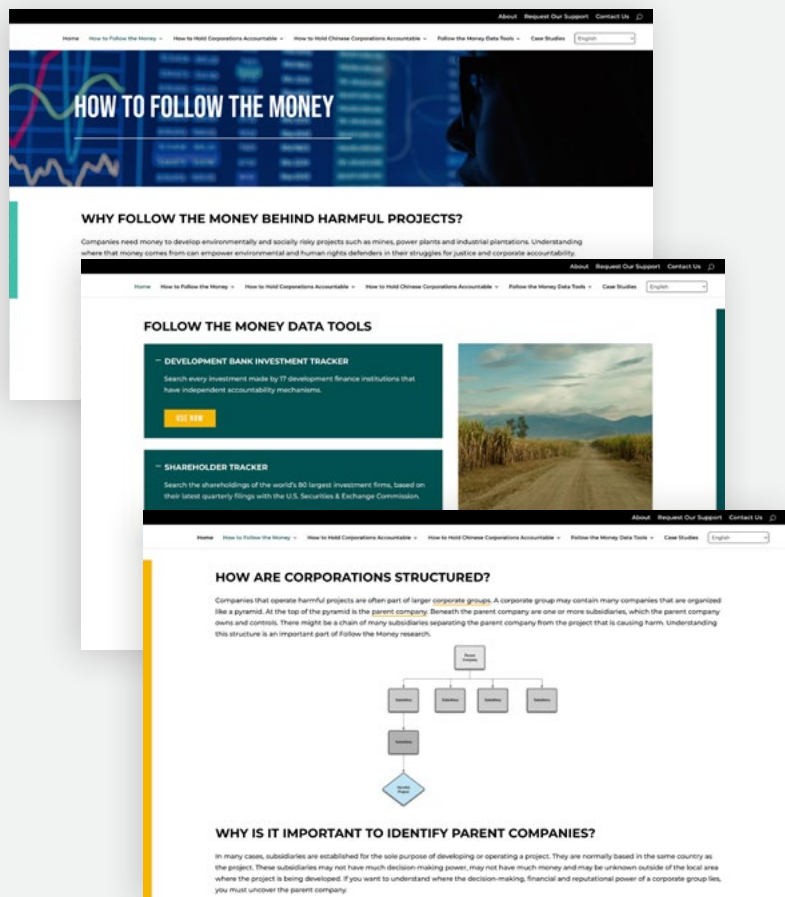 About Request Our Support Contact Us
Home How to Follow the Money How to Hold Corporations Accountable How to Hold Chinese Corporations Accountable Follow the Money Data Tools Case Studies English
HOW TO FOLLOW THE MONEY
WHY FOLLOW THE MONEY BEHIND HARMFUL PROJECTS?
Companies need money to develop environmentally and socially risky projects such as mines, power plants and industrial plantations. Understanding
where that money comes from can empower environmental and human rights defenders in their struggles for justice and corporate accountability.
About Request Our Support Contact Us
Home How to Follow the Money How to Hold Corporations Accountable How to Hold Chinese Corporations Accountable Follow the Money Data Tools Case Studies English
FOLLOW THE MONEY DATA TOOLS
DEVELOPMENT BANK INVESTMENT TRACKER
Search every investment made by 17 development finance institutions that
have independent accountability mechanisms.
USE NOW
SHAREHOLDER TRACKER
Search the shareholdings of the world's 80 largest investment firms, based on
their latest quarterly filings with the U.S. Securities & Exchange Commission.
About Request Our Support Contact Us
Home How to Follow the Money How to Hold Corporations Accountable How to Hold Chinese Corporations Accountable Follow the Money Data Tools Case Studies English
HOW ARE CORPORATIONS STRUCTURED?
Companies that operate harmful projects are often part of larger corporate groups. A corporate group may contain many companies that are organized
like a pyramid. At the top of the pyramid is the parent company. Beneath the parent company are one or more subsidiaries, which the parent company
owns and controls. There might be a chain of many subsidiaries separating the parent company from the project that is causing harm. Understanding
this structure is an important part of Follow the Money research.
Parent
Company
Subsidiary Subsidiary Subsidiary Subsidiary
Subsidiary
Harmful
Project
WHY IS IT IMPORTANT TO IDENTIFY PARENT COMPANIES?
In many cases, subsidiaries are established for the sole purpose of developing or operating a project. They are normally based in the same country as
the project. These subsidiaries may not have much decision-making power, may not have much money and may be unknown outside of the local area
where the project is being developed. If you want to understand where the decision-making, financial and reputational power of a corporate group lies,
you must uncover the parent company.